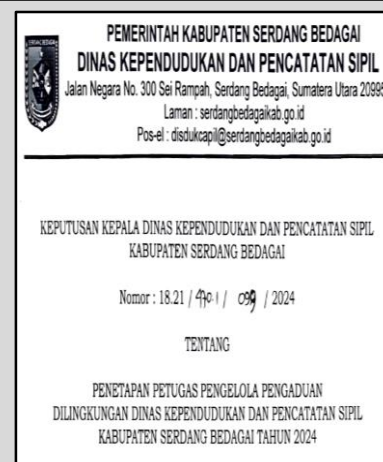 PEMERINTAH KABUPATEN SERDANG BEDAGAI
DINAS KEPENDUDUKAN DAN PENCATATAN SIPIL
Jalan Negara No. 300 Sei Rampah, Serdang Bedagai, Sumatera Utara 20995
Laman : serdangbedagaikab.go.id
Pos-el : disdukcapil@serdangbedagaikab.go.id
KEPUTUSAN KEPALA DINAS KEPENDUDUKAN DAN PENCATATAN SIPIL
KABUPATEN SERDANG BEDAGAI
Nomor : 18.21 / 470.1 / / 2024
TENTANG
PENETAPAN PETUGAS PENGELOLA PENGADUAN
DILINGKUNGAN DINAS KEPENDUDUKAN DAN PENCATATAN SIPIL
KABUPATEN SERDANG BEDAGAI TAHUN 2024